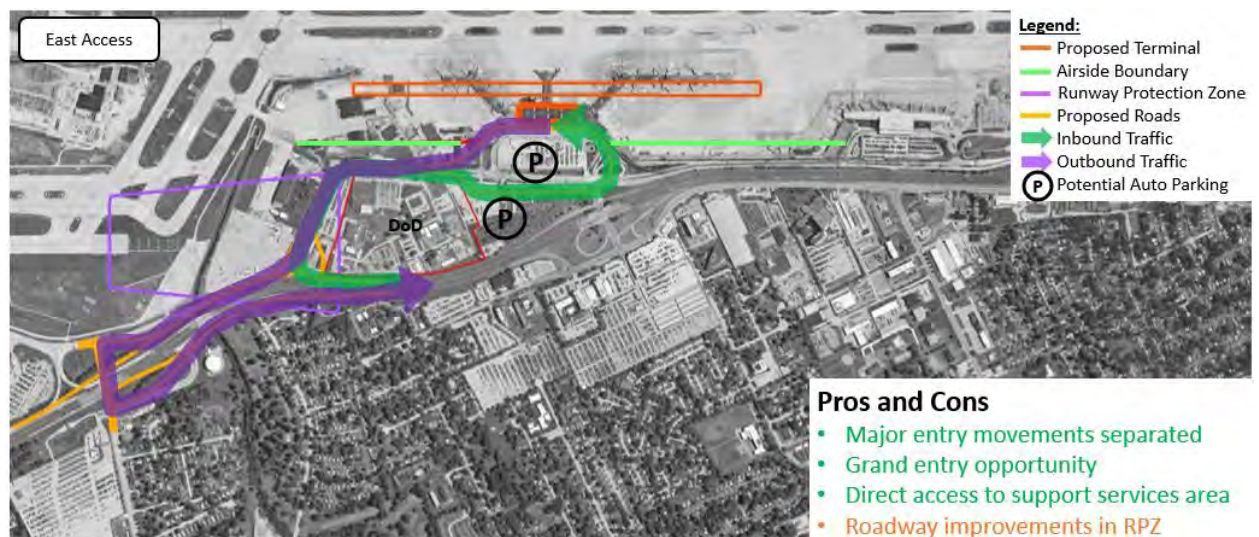 East Access
Legend:
Proposed Terminal
Airside Boundary
Runway Protection Zone
Proposed Roads
Inbound Traffic
Outbound Traffic
P Potential Auto Parking
P
P
DoD
Pros and Cons
• Major entry movements separated
• Grand entry opportunity
• Direct access to support services area
• Roadway improvements in RPZ